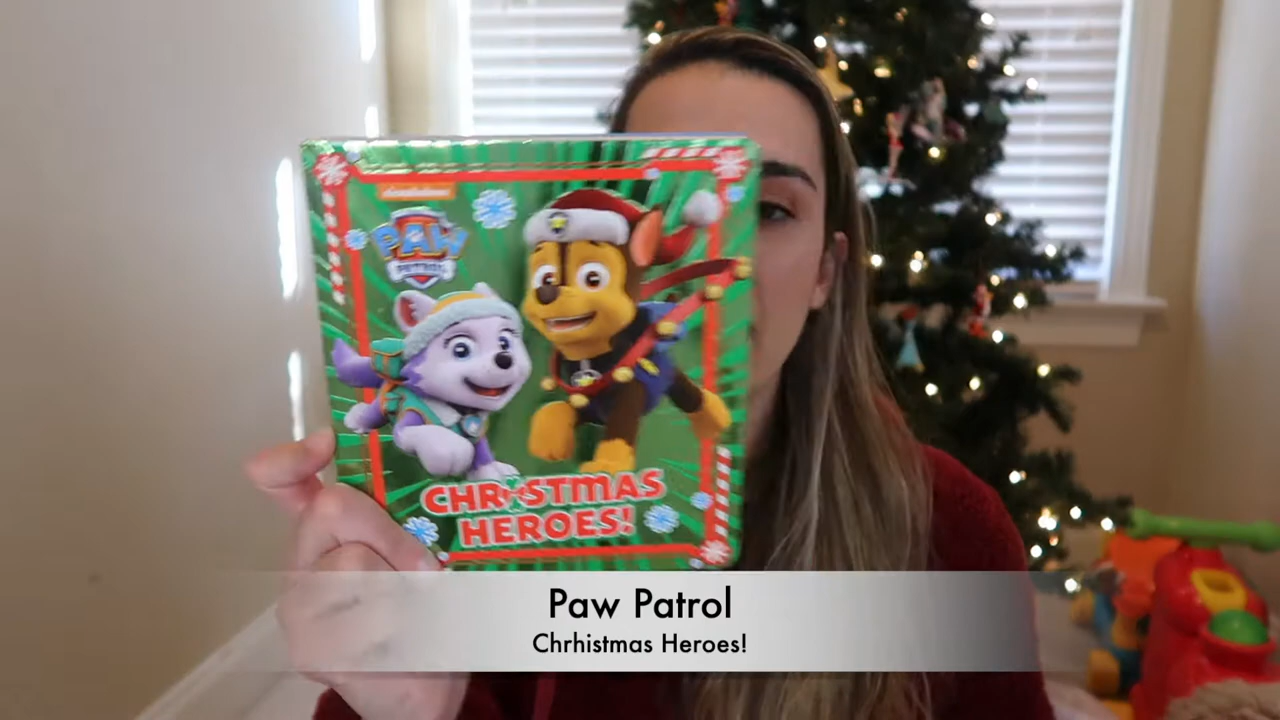 nickelodeon
PAW
PATROL
CHRISTMAS
HEROES!
Paw Patrol
Chrhistmas Heroes!